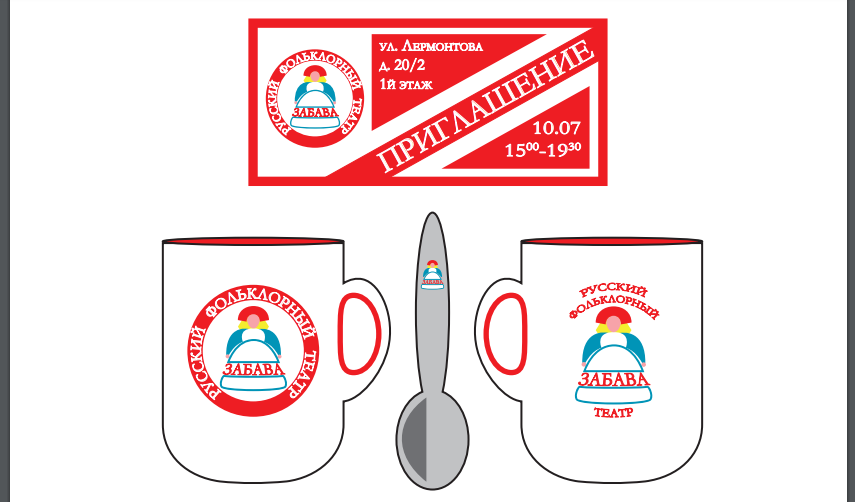 РУССКИЙ ФОЛЬКЛОРНЫЙ ТЕАТР
ЗАБАВА
ул. Лермонтова
д. 20/2
1й этаж
ПРИГЛАШЕНИЕ
10.07
15⁰⁰-19³⁰
РУССКИЙ ФОЛЬКЛОРНЫЙ ТЕАТР
ЗАБАВА
ЗАБАВА
РУССКИЙ
ФОЛЬКЛОРНЫЙ
ЗАБАВА
ТЕАТР